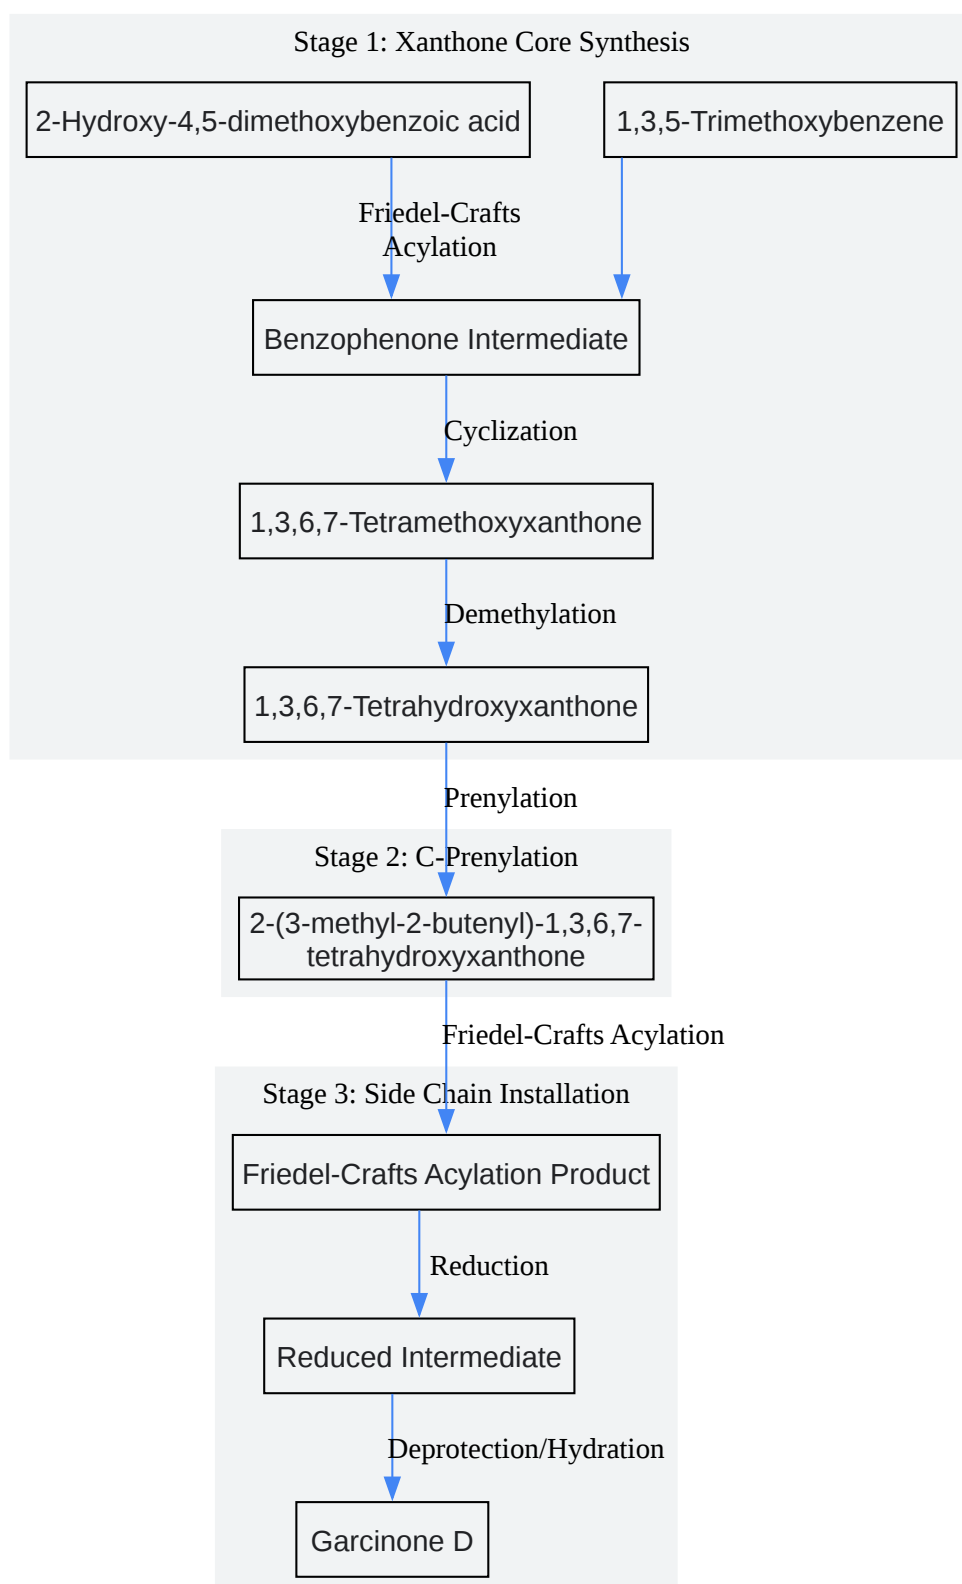 Stage 1: Xanthone Core Synthesis
2-Hydroxy-4,5-dimethoxybenzoic acid
1,3,5-Trimethoxybenzene
Friedel-Crafts
Acylation
Benzophenone Intermediate
Cyclization
1,3,6,7-Tetramethoxyxanthone
Demethylation
1,3,6,7-Tetrahydroxyxanthone
Prenylation
Stage 2: C-Prenylation
2-(3-methyl-2-butenyl)-1,3,6,7-
tetrahydroxyxanthone
Friedel-Crafts Acylation
Stage 3: Side Chain Installation
Friedel-Crafts Acylation Product
Reduction
Reduced Intermediate
Deprotection/Hydration
Garcinone D